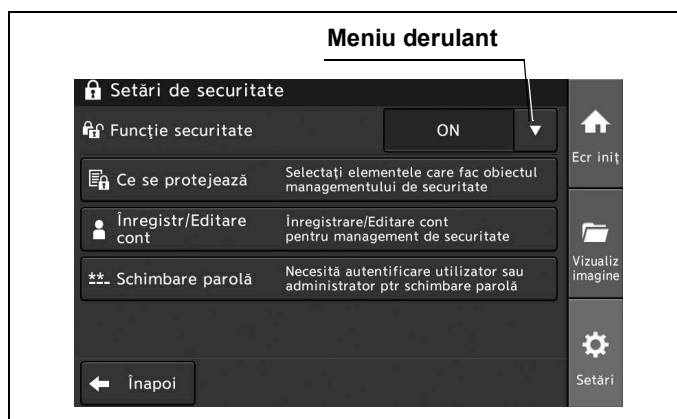 Meniu derulant
Setări de securitate
Funcție securitate
ON
Ce se protejează
Selectați elementele care fac obiectul
managementului de securitate
Înregistr/Editare
cont
Înregistrare/Editare cont
pentru management de securitate
**_ Schimbare parolă
Necesită autentificare utilizator sau
administrator ptr schimbare parolă
Înapoi
Ecr iniț
Vizualiz
imagine
Setări